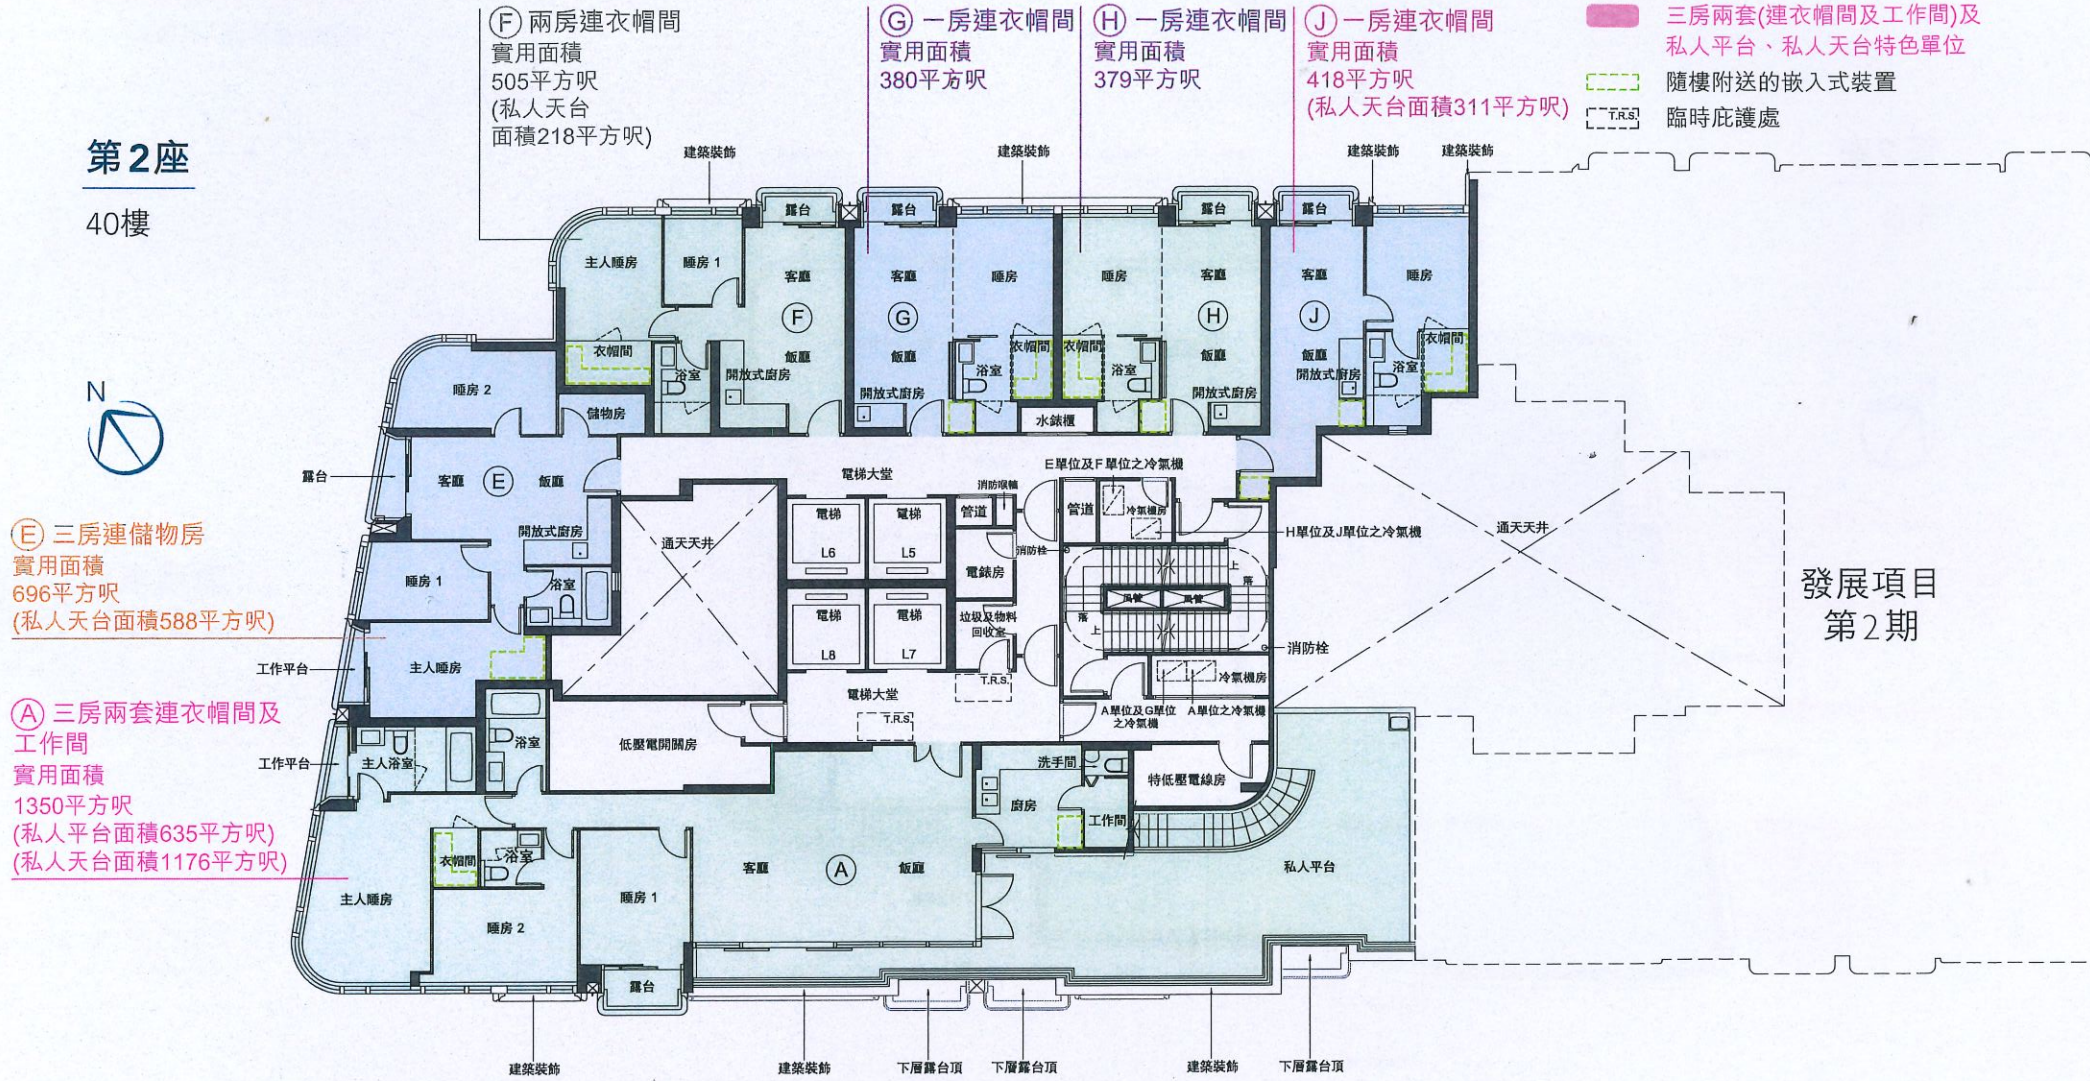 第2座
40樓
N
Ⓕ 兩房連衣帽間
實用面積
505平方呎
(私人天台
面積218平方呎)
Ⓖ 一房連衣帽間
實用面積
380平方呎
Ⓗ 一房連衣帽間
實用面積
379平方呎
Ⓙ 一房連衣帽間
實用面積
418平方呎
(私人天台面積311平方呎)
三房兩套(連衣帽間及工作間)及
私人平台、私人天台特色單位
隨樓附送的嵌入式裝置
T.R.S. 臨時庇護處
Ⓔ 三房連儲物房
實用面積
696平方呎
(私人天台面積588平方呎)
Ⓐ 三房兩套連衣帽間及
工作間
實用面積
1350平方呎
(私人平台面積635平方呎)
(私人天台面積1176平方呎)
發展項目
第2期
建築裝飾
建築裝飾
建築裝飾
建築裝飾
露台
露台
露台
露台
主人睡房
睡房 1
客廳
Ⓕ
飯廳
衣帽間
浴室
開放式廚房
客廳
Ⓖ
飯廳
開放式廚房
睡房
浴室
衣帽間
睡房
衣帽間
浴室
客廳
Ⓗ
飯廳
開放式廚房
客廳
Ⓙ
飯廳
開放式廚房
睡房
浴室
衣帽間
水錶櫃
睡房 2
儲物房
露台
客廳
Ⓔ
飯廳
開放式廚房
睡房 1
浴室
工作平台
主人睡房
通天天井
電梯大堂
電梯
L6
電梯
L5
電梯
L8
電梯
L7
E單位及F單位之冷氣機
消防喉轆
管道
管道
冷氣機房
H單位及J單位之冷氣機
消防栓
電錶房
上
落
風管
風管
落
上
垃圾及物料
回收室
消防栓
T.R.S.
冷氣機房
電梯大堂
T.R.S.
A單位及G單位
之冷氣機
A單位之冷氣機
通天天井
低壓電開關房
特低壓電線房
工作平台
主人浴室
浴室
衣帽間
浴室
主人睡房
睡房 2
睡房 1
露台
客廳
Ⓐ
飯廳
廚房
洗手間
工作間
私人平台
建築裝飾
建築裝飾
下層露台頂
下層露台頂
建築裝飾
下層露台頂